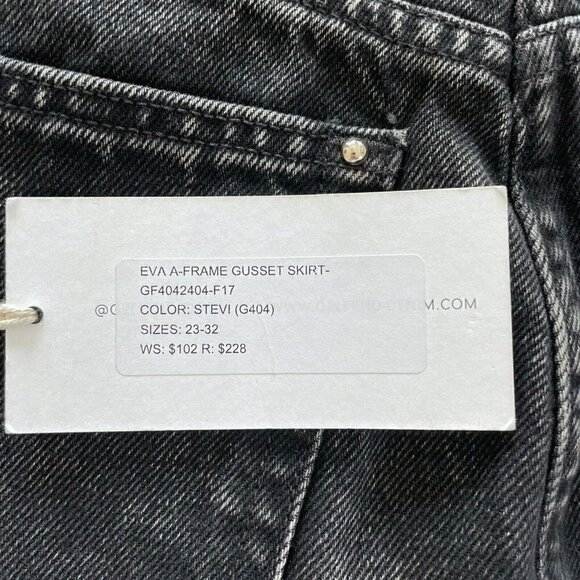 EVA A-FRAME GUSSET SKIRT-
GF4042404-F17
COLOR: STEVI (G404)
SIZES: 23-32
WS: $102 R: $228